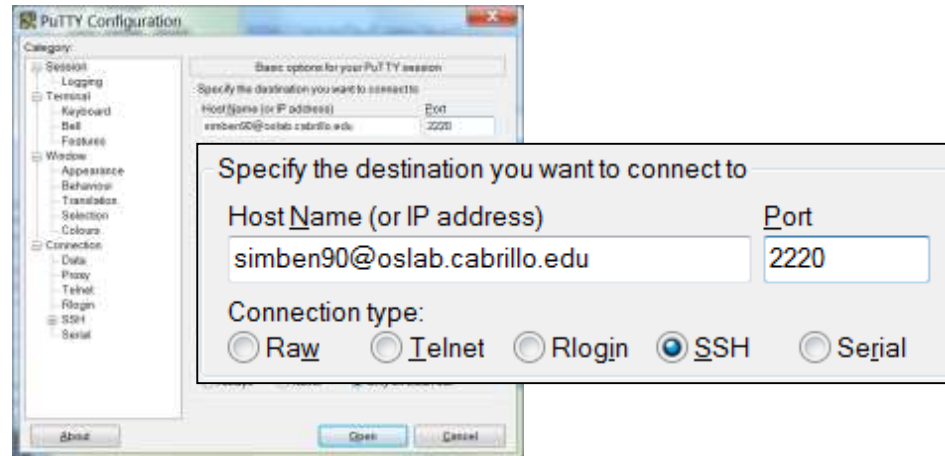 PuTTY Configuration
Category:
Session
Logging
Terminal
Keyboard
Bell
Features
Window
Appearance
Behaviour
Translation
Selection
Colours
Connection
Data
Proxy
Telnet
Rlogin
SSH
Serial
Basic options for your PuTTY session
Specify the destination you want to connect to
Host Name (or IP address) Port
simben90@oslab.cabrillo.edu 2220
Specify the destination you want to connect to
Host Name (or IP address) Port
simben90@oslab.cabrillo.edu 2220
Connection type:
Raw Telnet Rlogin SSH Serial
About Open Cancel